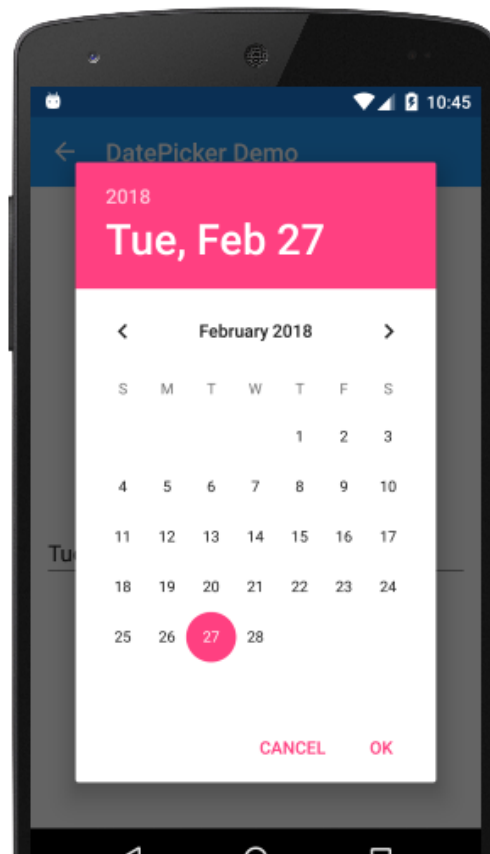 10:45
DatePicker Demo
2018
Tue, Feb 27
February 2018
S M T W T F S
1 2 3
4 5 6 7 8 9 10
11 12 13 14 15 16 17
18 19 20 21 22 23 24
25 26 27 28
Tu
CANCEL OK